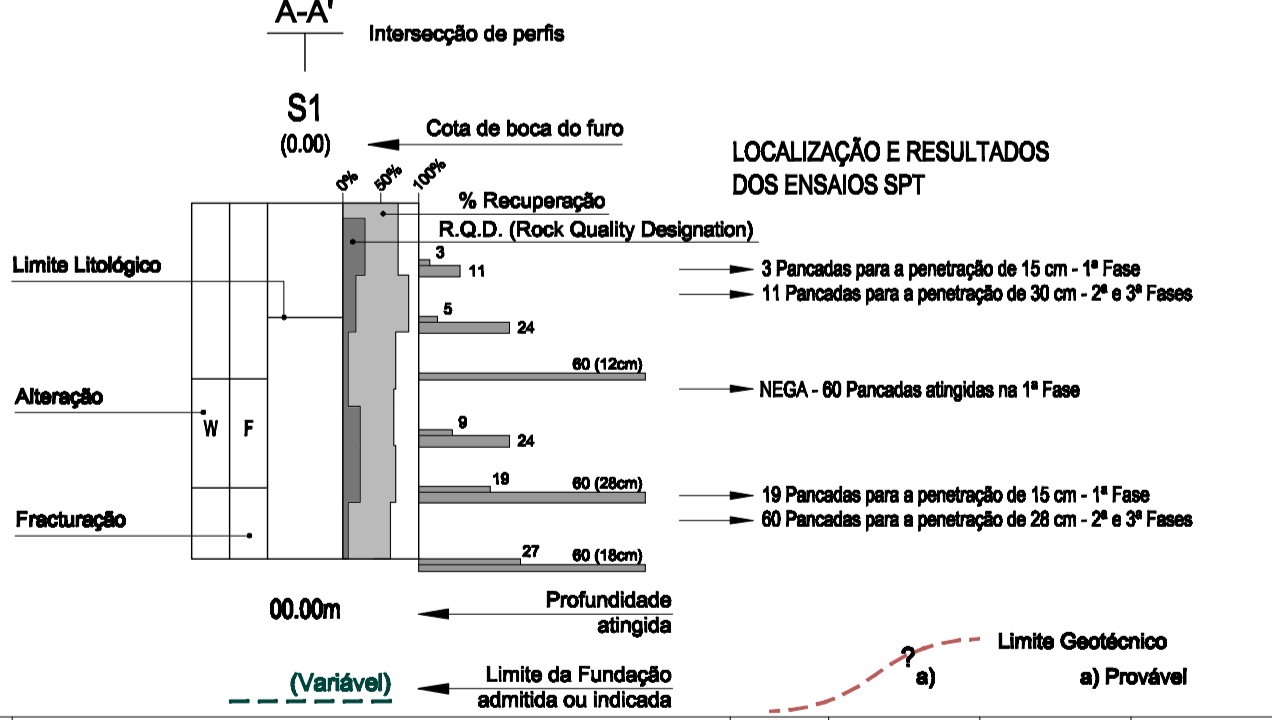 A-A'
Intersecção de perfis
S1
(0.00)
Cota de boca do furo
0%
50%
100%
% Recuperação
R.Q.D. (Rock Quality Designation)
LOCALIZAÇÃO E RESULTADOS
DOS ENSAIOS SPT
Limite Litológico
3
11
3 Pancadas para a penetração de 15 cm - 1ª Fase
11 Pancadas para a penetração de 30 cm - 2ª e 3ª Fases
5
24
60 (12cm)
NEGA - 60 Pancadas atingidas na 1ª Fase
Alteração
W
F
9
24
19
60 (28cm)
19 Pancadas para a penetração de 15 cm - 1ª Fase
60 Pancadas para a penetração de 28 cm - 2ª e 3ª Fases
Fracturação
27
60 (18cm)
00.00m
Profundidade
atingida
(Variável)
Limite da Fundação
admitida ou indicada
?
a)
Limite Geotécnico
a) Provável